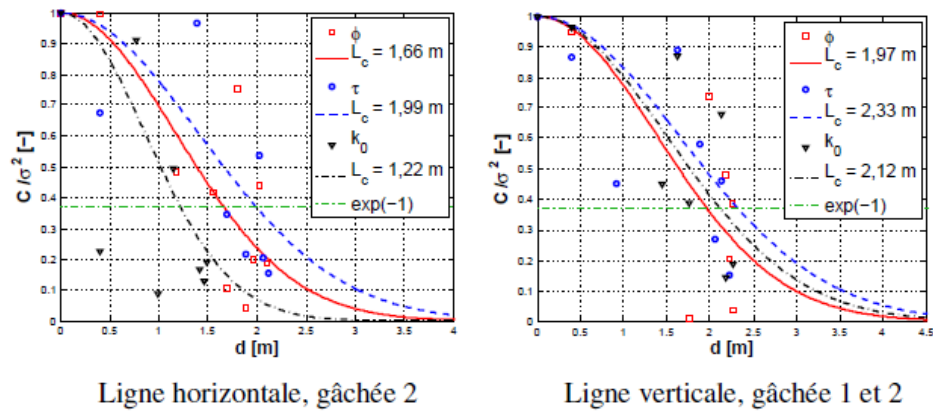 C /σ² [−]
1
0.9
0.8
0.7
0.6
0.5
0.4
0.3
0.2
0.1
0
0
0.5
1
1.5
2
2.5
3
3.5
4
d [m]
ϕ
L_c = 1,66 m
τ
L_c = 1,99 m
k_0
L_c = 1,22 m
exp(−1)
Ligne horizontale, gâchée 2
C /σ² [−]
1
0.9
0.8
0.7
0.6
0.5
0.4
0.3
0.2
0.1
0
0
0.5
1
1.5
2
2.5
3
3.5
4
4.5
d [m]
ϕ
L_c = 1,97 m
τ
L_c = 2,33 m
k_0
L_c = 2,12 m
exp(−1)
Ligne verticale, gâchée 1 et 2